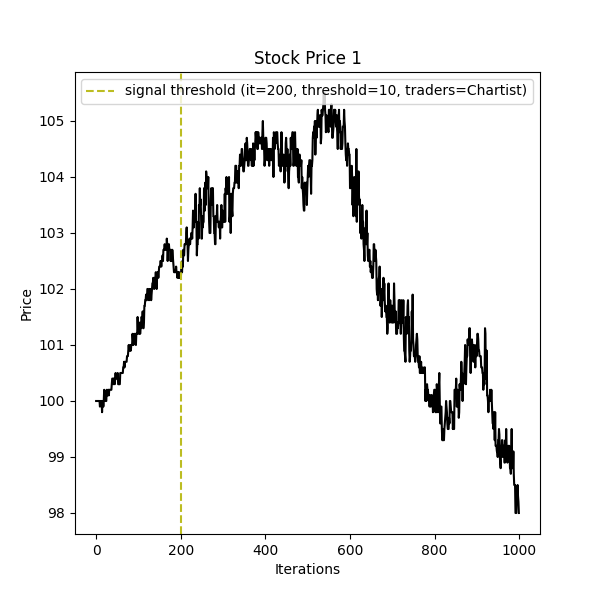 Stock Price 1
signal threshold (it=200, threshold=10, traders=Chartist)
105
104
103
102
101
100
99
98
Price
0 200 400 600 800 1000
Iterations